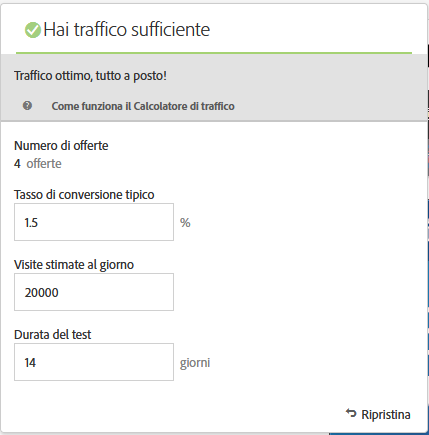 Hai traffico sufficiente
Traffico ottimo, tutto a posto!
Come funziona il Calcolatore di traffico
Numero di offerte
4 offerte
Tasso di conversione tipico
1.5 %
Visite stimate al giorno
20000
Durata del test
14 giorni
Ripristina